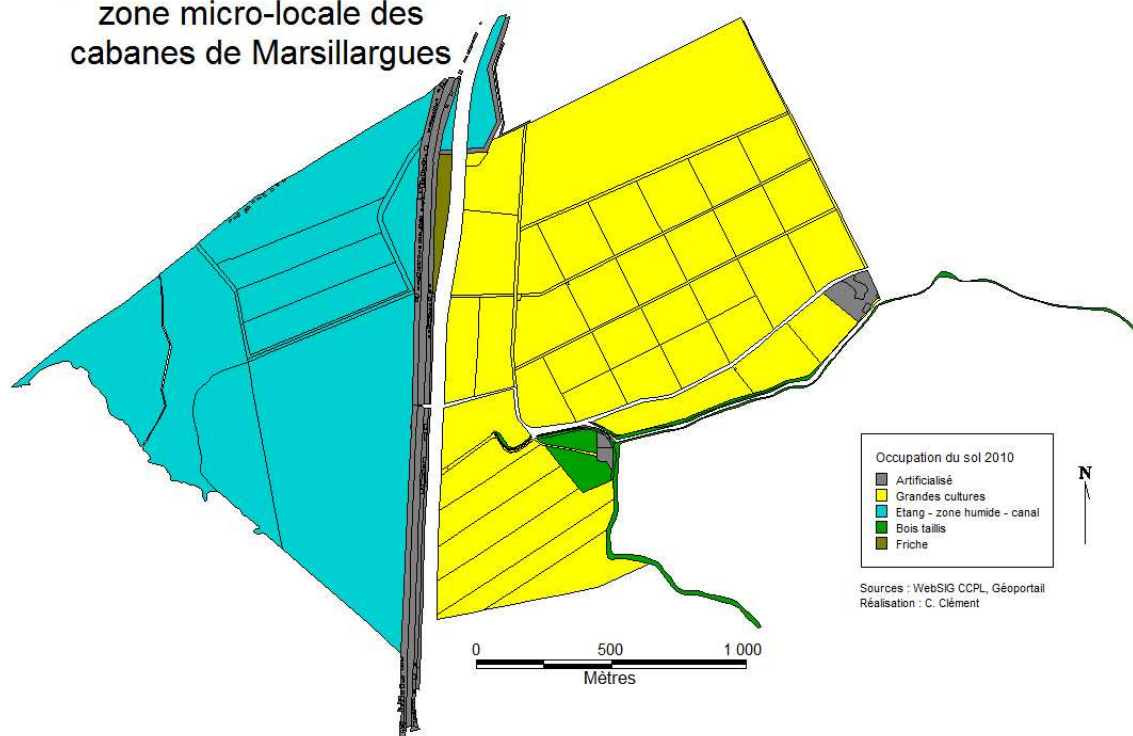 zone micro-locale des
cabanes de Marsillargues
Occupation du sol 2010
Artificialisé
Grandes cultures
Etang - zone humide - canal
Bois taillis
Friche
N
Sources : WebSIG CCPL, Géoportail
Réalisation : C. Clément
0 500 1 000
Mètres